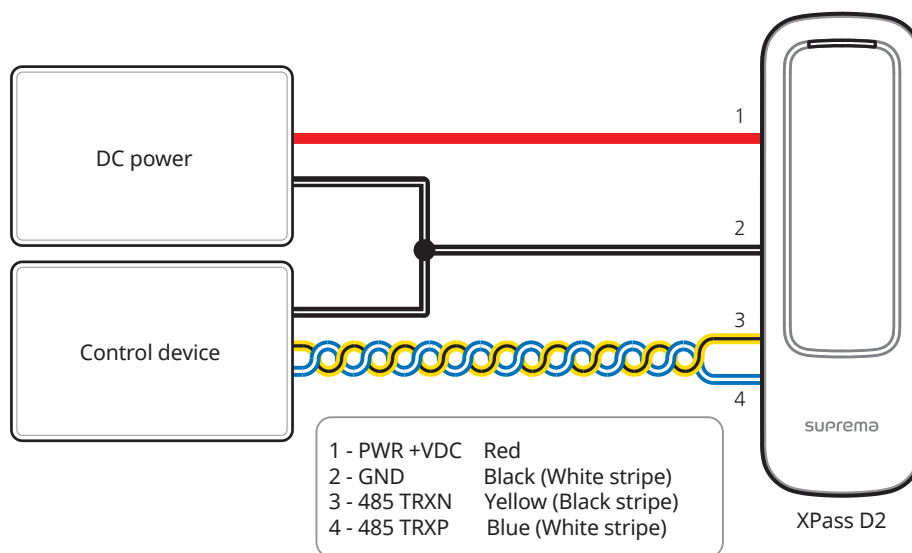 1
DC power
2
3
Control device
4
suprema
1 - PWR +VDC Red
2 - GND Black (White stripe)
3 - 485 TRXN Yellow (Black stripe)
4 - 485 TRXP Blue (White stripe)
XPass D2